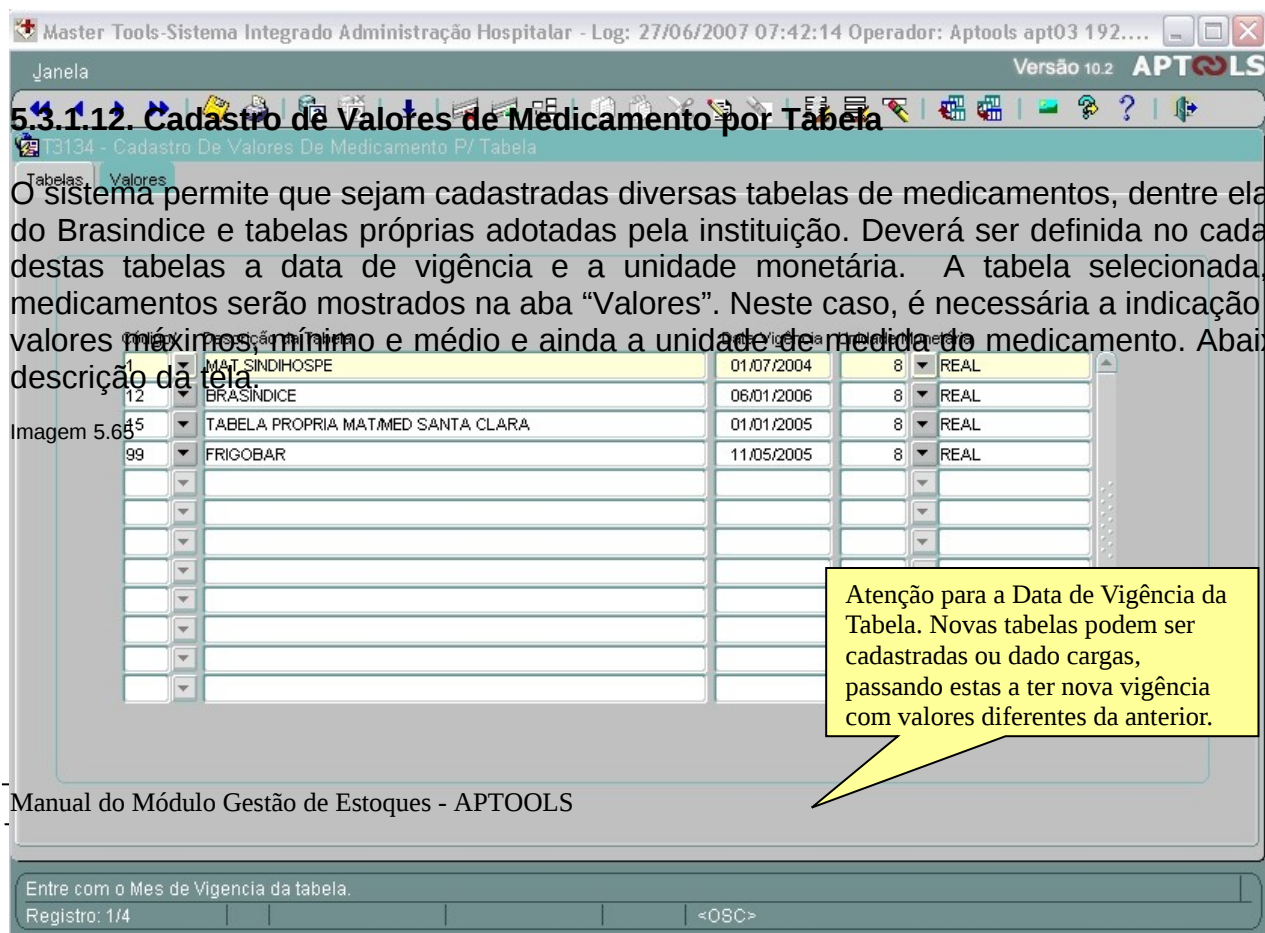 Master Tools-Sistema Integrado Administração Hospitalar - Log: 27/06/2007 07:42:14 Operador: Aptools apt03 192....
Janela
Versão 10.2 APTOOLS
5.3.1.12. Cadastro de Valores de Medicamento por Tabela
T3134 - Cadastro De Valores De Medicamento P/ Tabela
Tabelas Valores
O sistema permite que sejam cadastradas diversas tabelas de medicamentos, dentre ela
do Brasindice e tabelas próprias adotadas pela instituição. Deverá ser definida no cada
destas tabelas a data de vigência e a unidade monetária. A tabela selecionada,
medicamentos serão mostrados na aba “Valores”. Neste caso, é necessária a indicação
valores máximos, mínimo e médio e ainda a unidade de medida do medicamento. Abai
descrição da tela.
Imagem 5.65
Código Descrição da Tabela Data Vigência Unidade Monetária
1 MAT SINDIHOSPE 01/07/2004 8 REAL
12 BRASINDICE 06/01/2006 8 REAL
15 TABELA PROPRIA MAT/MED SANTA CLARA 01/01/2005 8 REAL
99 FRIGOBAR 11/05/2005 8 REAL
Atenção para a Data de Vigência da
Tabela. Novas tabelas podem ser
cadastradas ou dado cargas,
passando estas a ter nova vigência
com valores diferentes da anterior.
Manual do Módulo Gestão de Estoques - APTOOLS
Entre com o Mes de Vigencia da tabela.
Registro: 1/4 <OSC>